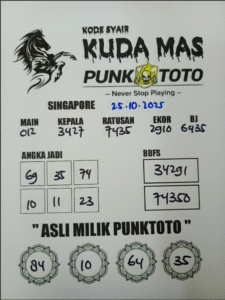 KODE SYAIR
KUDA MAS
PUNK TOTO
– Never Stop Playing –
SINGAPORE 25-10-2025
MAIN KEPALA RATUSAN EKOR BJ
012 3427 7435 2910 6435
ANGKA JADI BBFS
69 35 74 34291
10 11 23 74350
" ASLI MILIK PUNKTOTO "
84 10 64 35